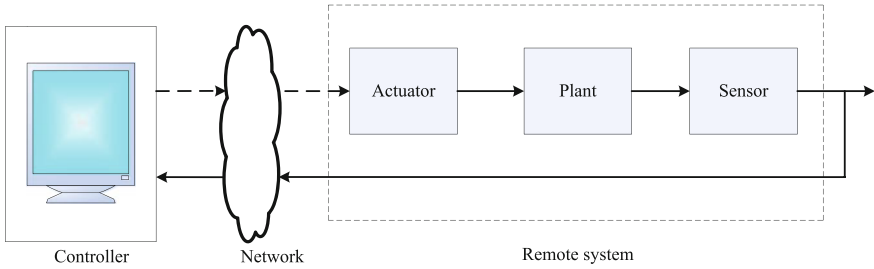 Actuator
Plant
Sensor
Controller
Network
Remote system